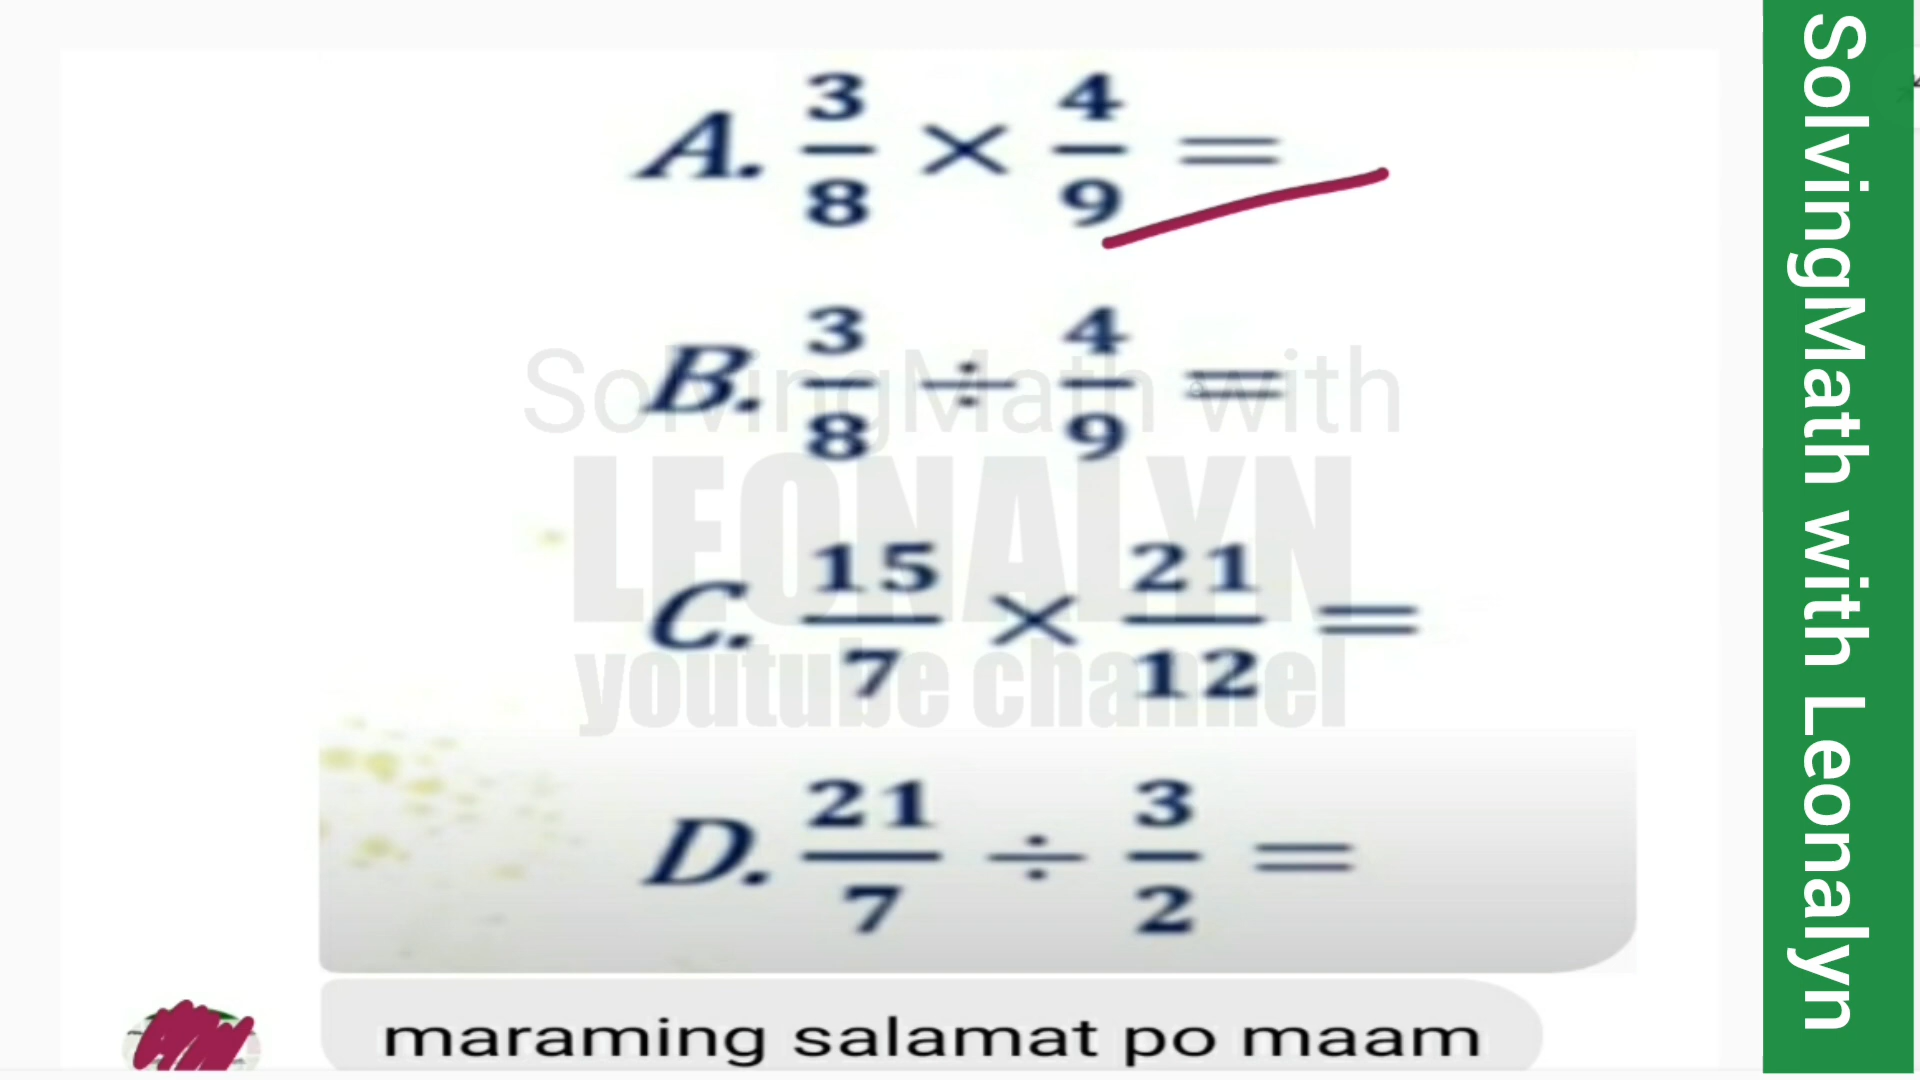 A. 3/8 × 4/9 =
B. 3/8 ÷ 4/9 =
C. 15/7 × 21/12 =
D. 21/7 ÷ 3/2 =
maraming salamat po maam
SolvingMath with
LEONALYN
youtube channel
SolvingMath with Leonalyn